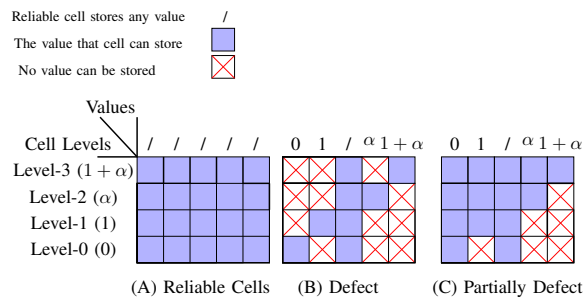 Reliable cell stores any value /
The value that cell can store
No value can be stored
Values
Cell Levels / / / / / 0 1 / α 1 + α 0 1 / α 1 + α
Level-3 (1 + α)
Level-2 (α)
Level-1 (1)
Level-0 (0)
(A) Reliable Cells (B) Defect (C) Partially Defect